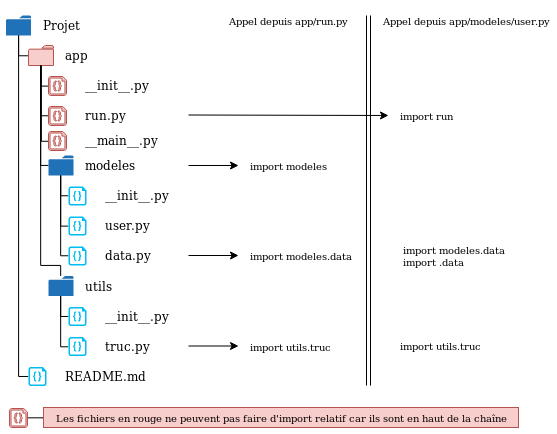 Projet
Appel depuis app/run.py
Appel depuis app/modeles/user.py
app
__init__.py
run.py
import run
__main__.py
modeles
import modeles
__init__.py
user.py
data.py
import modeles.data
import modeles.data
import .data
utils
__init__.py
truc.py
import utils.truc
import utils.truc
README.md
Les fichiers en rouge ne peuvent pas faire d'import relatif car ils sont en haut de la chaîne